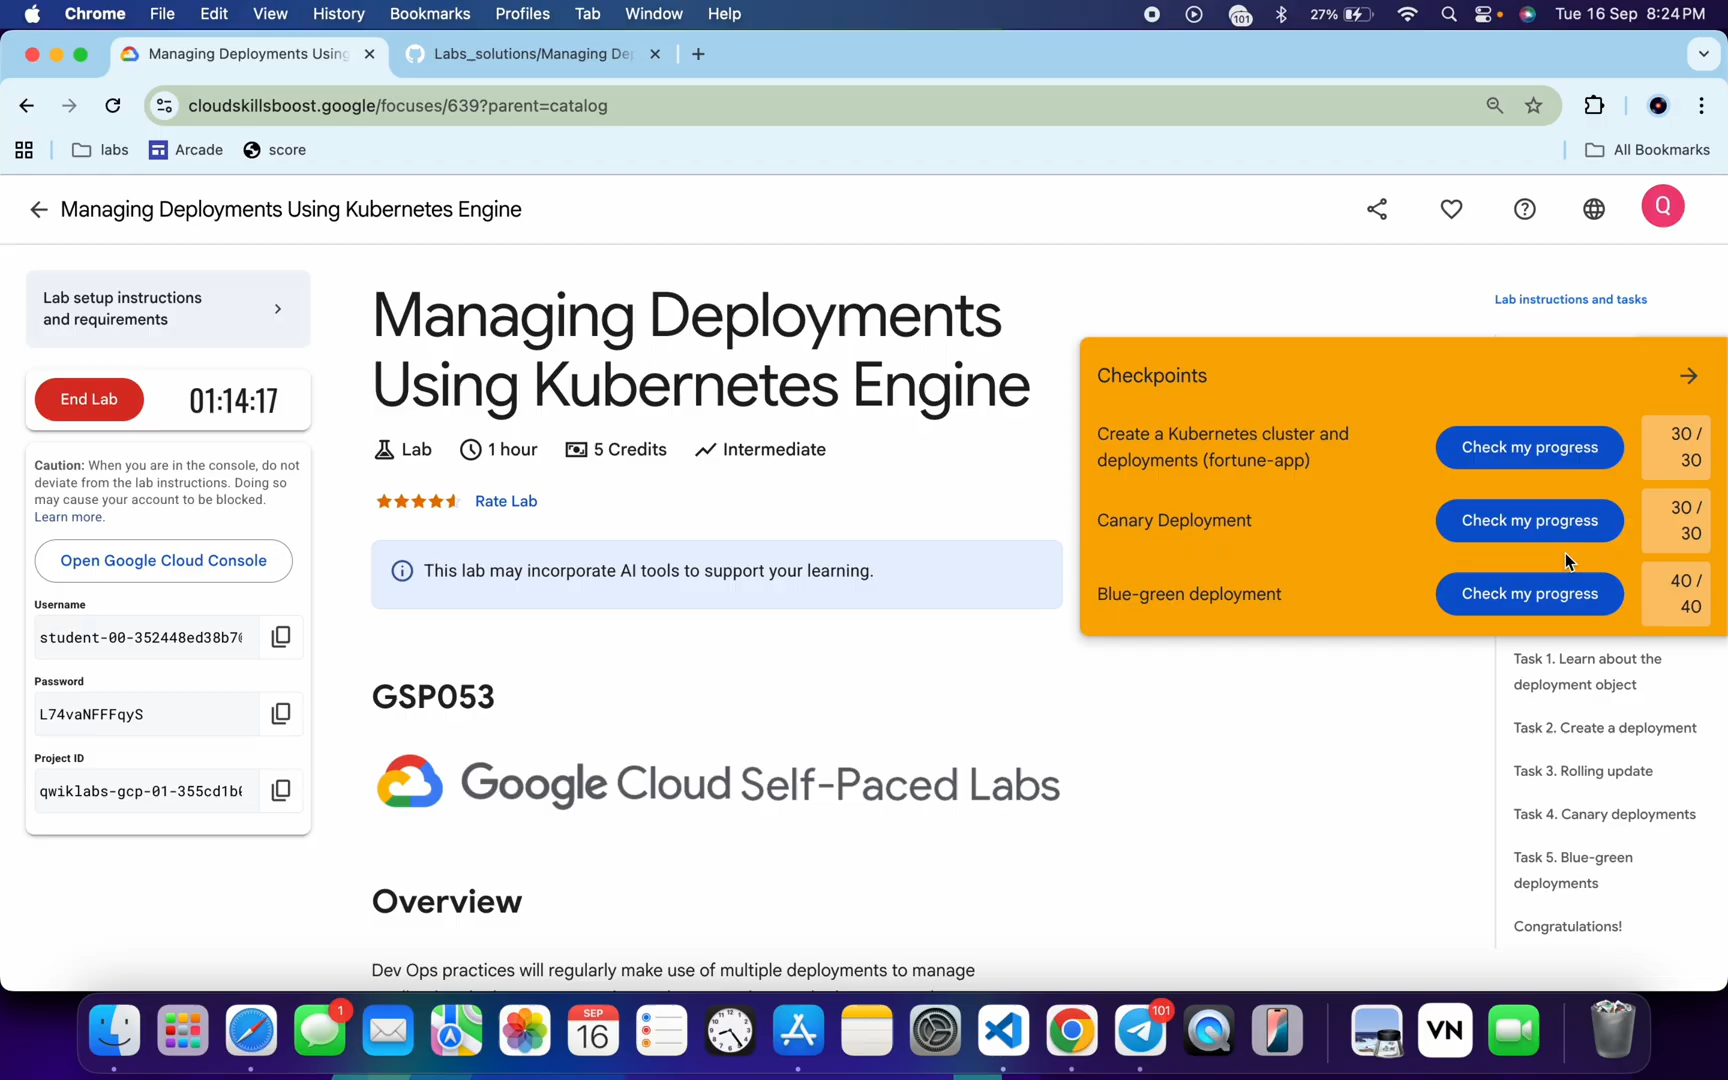 Chrome File Edit View History Bookmarks Profiles Tab Window Help 101 27% Tue 16 Sep 8:24 PM
Managing Deployments Using Labs_solutions/Managing De
cloudskillsboost.google/focuses/639?parent=catalog
labs Arcade score All Bookmarks
Managing Deployments Using Kubernetes Engine Q
Lab setup instructions
and requirements
End Lab 01:14:17
Caution: When you are in the console, do not
deviate from the lab instructions. Doing so
may cause your account to be blocked.
Learn more.
Open Google Cloud Console
Username
student-00-352448ed38b7
Password
L74vaNFFFqyS
Project ID
qwiklabs-gcp-01-355cd1b
Managing Deployments
Using Kubernetes Engine
Lab 1 hour 5 Credits Intermediate
Rate Lab
This lab may incorporate AI tools to support your learning.
GSP053
Google Cloud Self-Paced Labs
Overview
Dev Ops practices will regularly make use of multiple deployments to manage
Lab instructions and tasks
Checkpoints
Create a Kubernetes cluster and
deployments (fortune-app)
Check my progress
30 /
30
Canary Deployment
Check my progress
30 /
30
Blue-green deployment
Check my progress
40 /
40
Task 1. Learn about the
deployment object
Task 2. Create a deployment
Task 3. Rolling update
Task 4. Canary deployments
Task 5. Blue-green
deployments
Congratulations!
1 SEP 16 101 VN